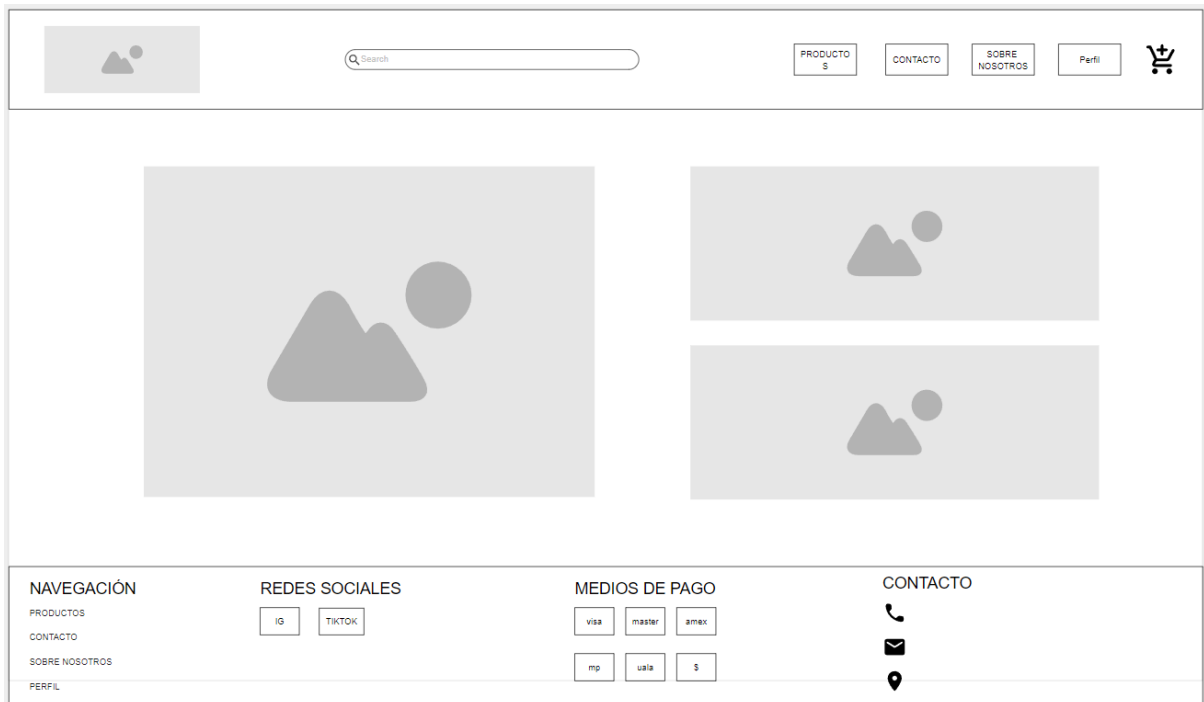 Search
PRODUCTO
S
CONTACTO
SOBRE
NOSOTROS
Perfil
NAVEGACIÓN
PRODUCTOS
CONTACTO
SOBRE NOSOTROS
PERFIL
REDES SOCIALES
IG TIKTOK
MEDIOS DE PAGO
visa master amex
mp uala $
CONTACTO